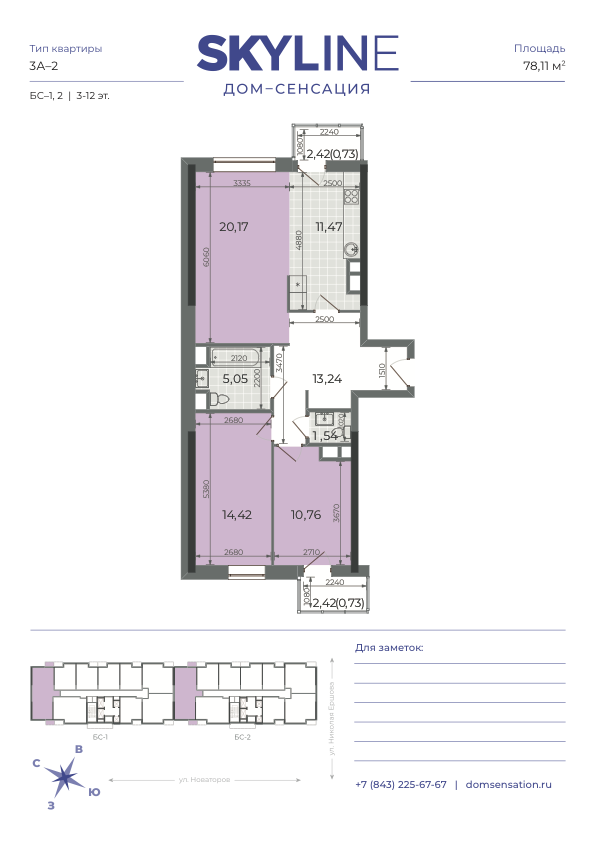 SKYLINE
ДОМ–СЕНСАЦИЯ
Тип квартиры
3А–2
БС–1, 2 | 3-12 эт.
Площадь
78,11 м²
2240
1080
2,42(0,73)
3335
2500
20,17
11,47
4880
6060
2500
2120
3470
5,05
2200
13,24
1510
2680
1,54
5380
14,42
10,76
3670
2680
2710
2240
1080
2,42(0,73)
Для заметок:
БС-1
БС-2
ул. Николая Ершова
ул. Новаторов
С
В
З
Ю
+7 (843) 225-67-67 | domsensation.ru